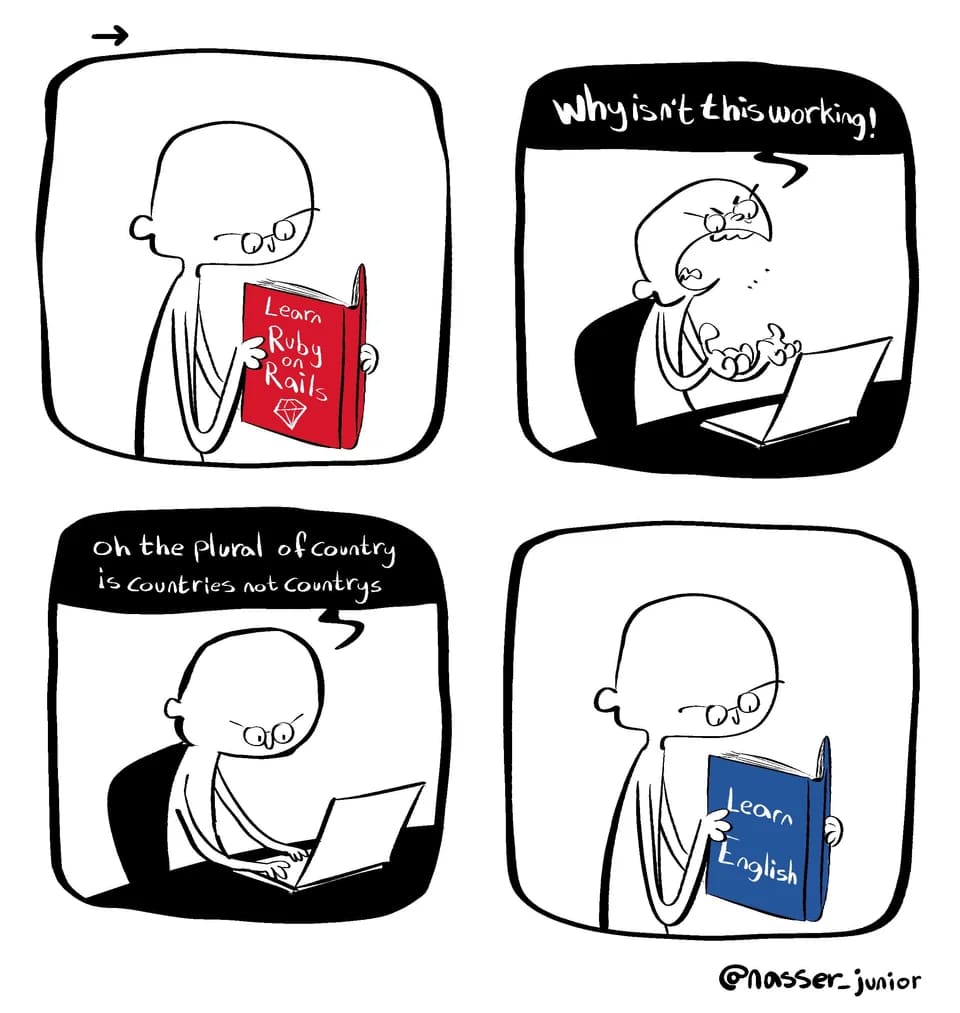 Learn
Ruby
on
Rails
Why isn't this working!
oh the plural of country
is countries not countrys
Learn
English
@nasser_junior